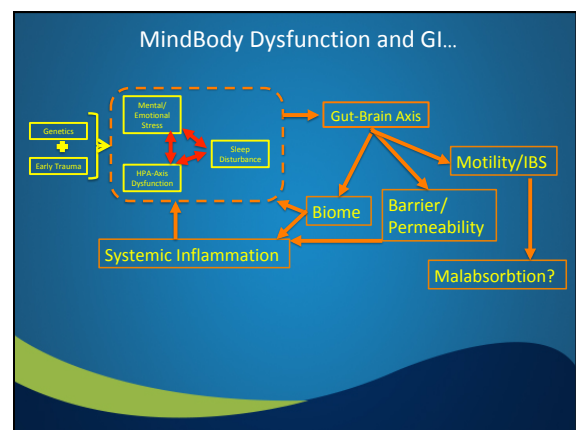 MindBody Dysfunction and GI...
Mental/
Emotional
Stress
Genetics
Early Trauma
Sleep
Disturbance
HPA-Axis
Dysfunction
Gut-Brain Axis
Motility/IBS
Biome
Barrier/
Permeability
Systemic Inflammation
Malabsorbtion?